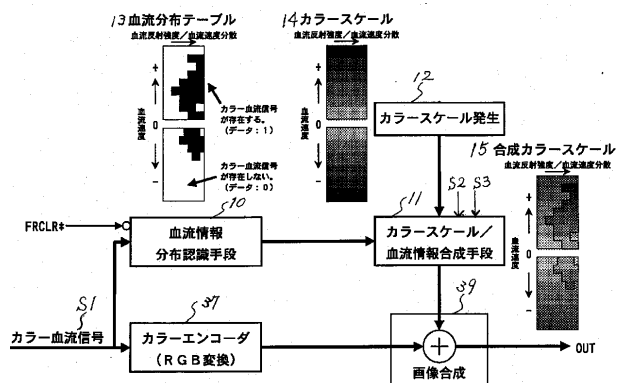 13 血流分布テーブル
血流反射強度／血流速度分散
＋
血流速度
0
−
カラー血流信号
が存在する。
（データ：1）
カラー血流信号
が存在しない。
（データ：0）
14 カラースケール
血流反射強度／血流速度分散
＋
血流速度
0
−
12
カラースケール発生
15 合成カラースケール
血流反射強度／血流速度分散
＋
血流速度
0
−
S2 S3
10
FRCLR*
血流情報
分布認識手段
11
カラースケール／
血流情報合成手段
S1
カラー血流信号
37
カラーエンコーダ
（ＲＧＢ変換）
39
＋
画像合成
OUT